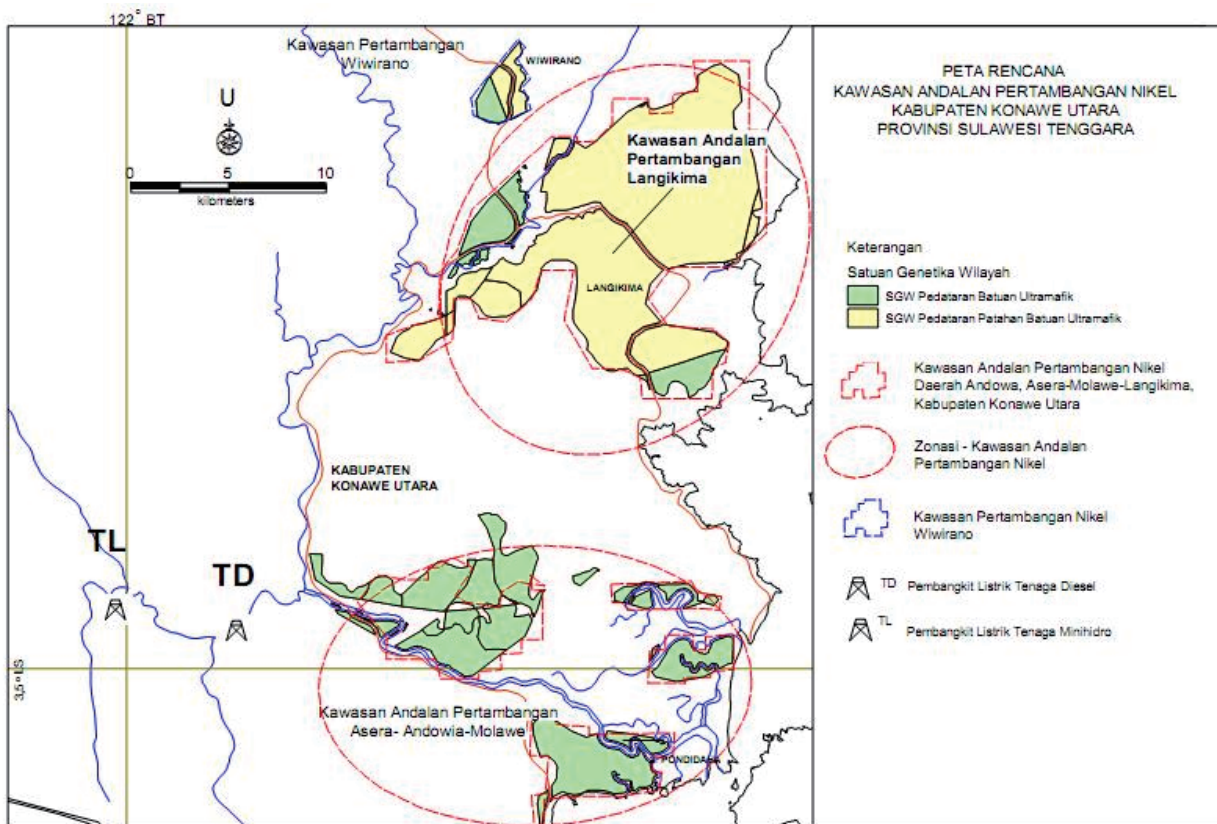 122° BT
Kawasan Pertambangan
Wiwirano
WIWIRANO
U
0 5 10
kilometers
Kawasan Andalan
Pertambangan
Langikima
LANGIKIMA
KABUPATEN
KONAWE UTARA
TL
TD
3,5° LS
Kawasan Andalan Pertambangan
Asera- Andowia-Molawe
PETA RENCANA
KAWASAN ANDALAN PERTAMBANGAN NIKEL
KABUPATEN KONAWE UTARA
PROVINSI SULAWESI TENGGARA
Keterangan
Satuan Genetika Wilayah
SGW Pedataran Batuan Ultramafik
SGW Pedataran Patahan Batuan Ultramafik
Kawasan Andalan Pertambangan Nikel
Daerah Andowa, Asera-Molawe-Langikima,
Kabupaten Konawe Utara
Zonasi - Kawasan Andalan
Pertambangan Nikel
Kawasan Pertambangan Nikel
Wiwirano
TD Pembangkit Listrik Tenaga Diesel
TL Pembangkit Listrik Tenaga Minihidro